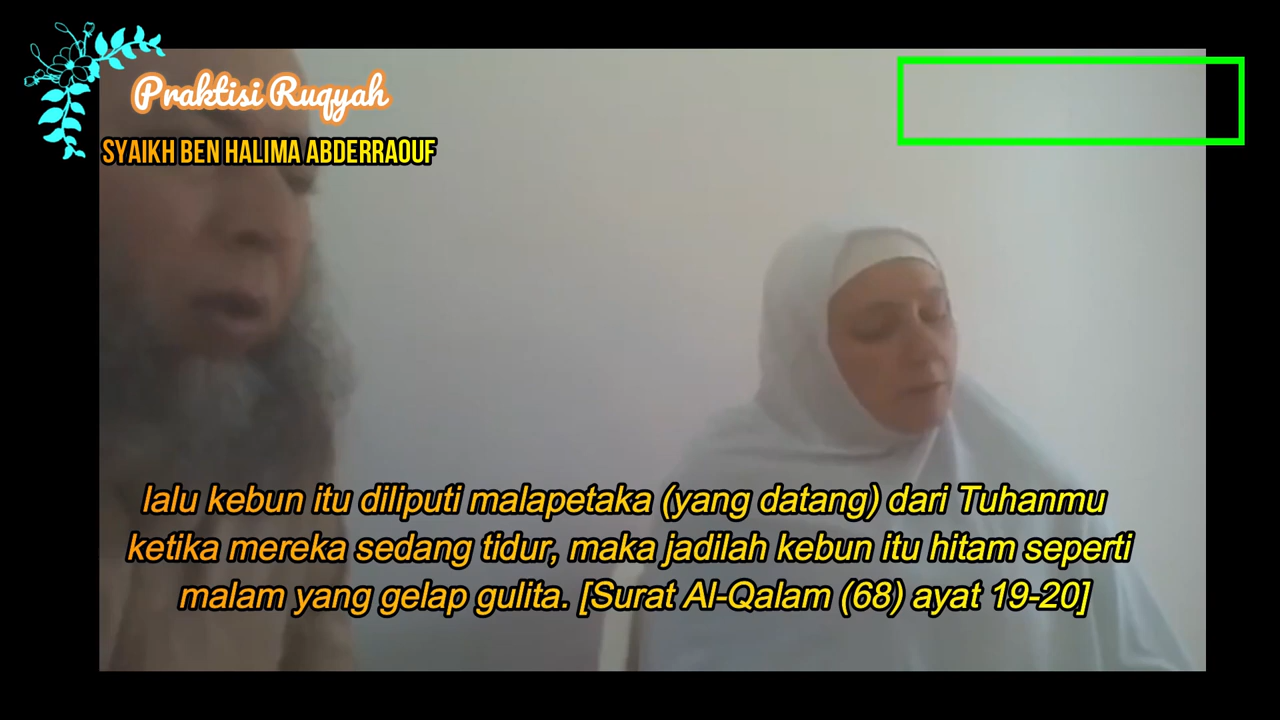 Praktisi Ruqyah
SYAIKH BEN HALIMA ABDERRAOUF
lalu kebun itu diliputi malapetaka (yang datang) dari Tuhanmu
ketika mereka sedang tidur, maka jadilah kebun itu hitam seperti
malam yang gelap gulita. [Surat Al-Qalam (68) ayat 19-20]